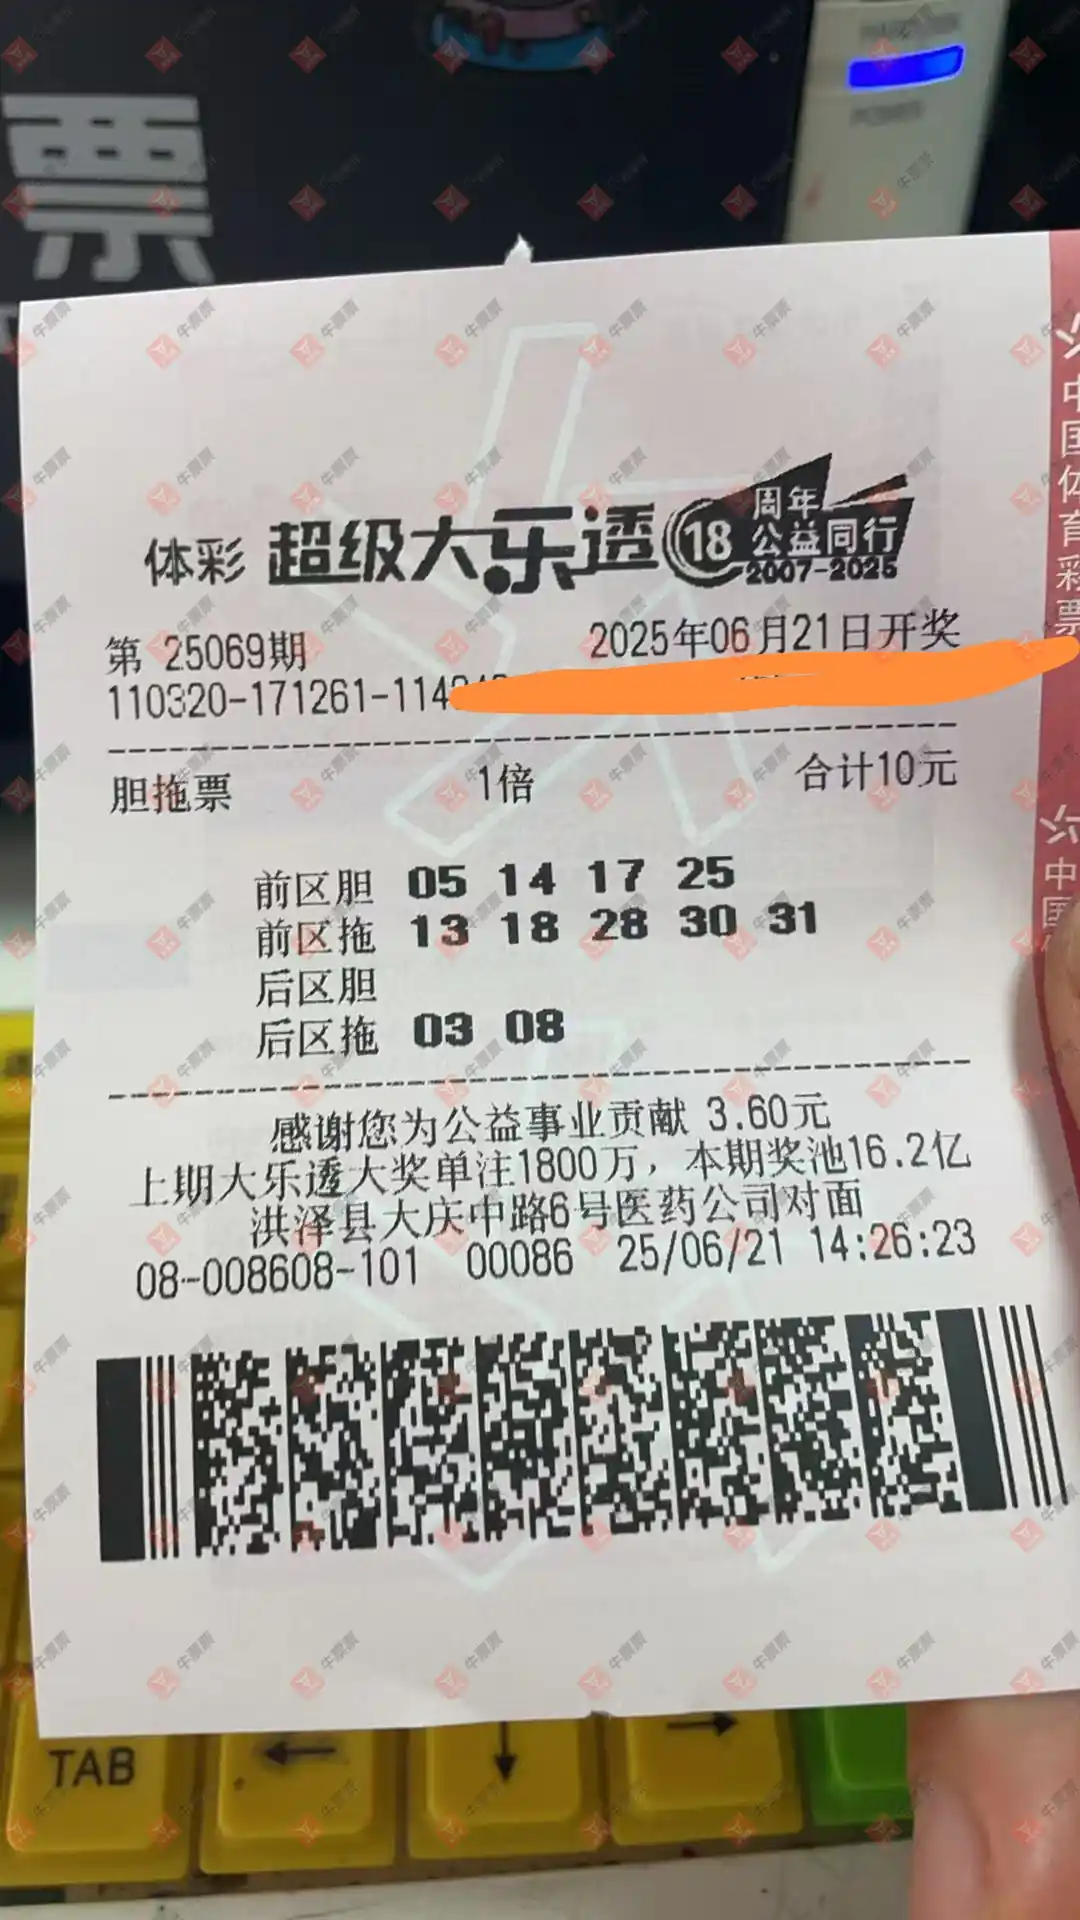 票
POWER
体彩 超级大乐透 18 周年 公益同行 2007-2025
第 25069期 2025年06月21日开奖
110320-171261-114
胆拖票 1倍 合计10元
前区胆 05 14 17 25
前区拖 13 18 28 30 31
后区胆
后区拖 03 08
感谢您为公益事业贡献 3.60元
上期大乐透大奖单注1800万，本期奖池16.2亿
洪泽县大庆中路6号医药公司对面
08-008608-101 00086 25/06/21 14:26:23
中国体育彩票
中国
TAB
← ↓ →
牛票票